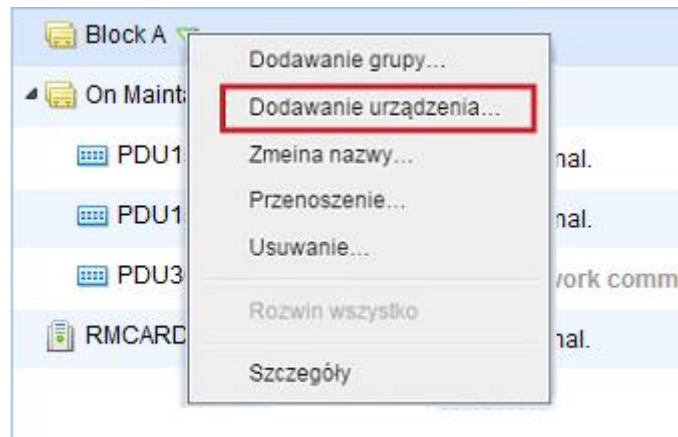 Block A
Dodawanie grupy...
On Maint
Dodawanie urządzenia...
PDU1
Zmeina nazwy...
nal.
Przenoszenie...
PDU1
nal.
Usuwanie...
PDU3
work comm
Rozwin wszystko
RMCARD
nal.
Szczegóły